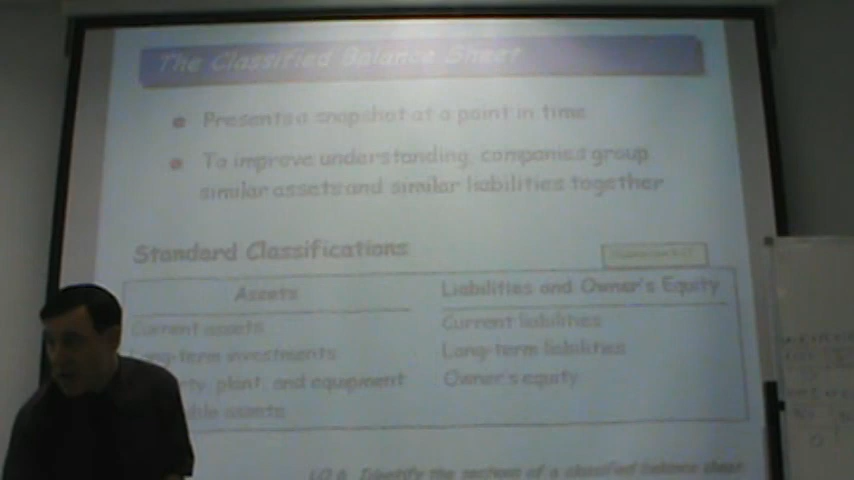 The Classified Balance Sheet
Presents a snapshot at a point in time
To improve understanding, companies group
similar assets and similar liabilities together
Standard Classifications
Assets
Liabilities and Owner's Equity
Current assets
Current liabilities
Long-term investments
Long-term liabilities
plant, and equipment
Owner's equity
assets
LO 6 Identify the sections of a classified balance sheet